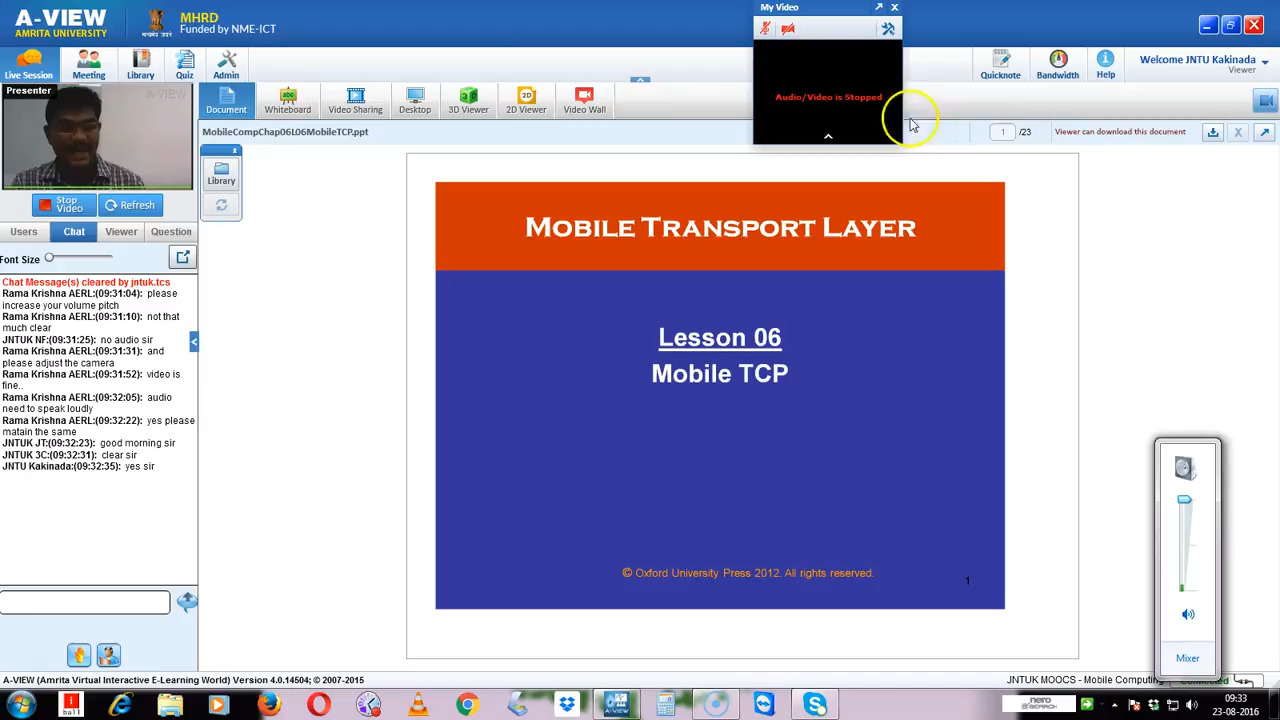 A-VIEW
AMRITA UNIVERSITY
MHRD
Funded by NME-ICT
My Video
Audio/Video is Stopped
Live Session
Meeting
Library
Quiz
Admin
Quicknote
Bandwidth
Help
Welcome JNTU Kakinada
Viewer
Presenter
A-VIEW
Document
Whiteboard
Video Sharing
Desktop
3D Viewer
2D Viewer
Video Wall
MobileCompChap06L06MobileTCP.ppt
1 /23
Viewer can download this document
Library
Stop
Video
Refresh
Users Chat Viewer Question
Font Size
Chat Message(s) cleared by jntuk.tcs
Rama Krishna AERL:(09:31:04): please
increase your volume pitch
Rama Krishna AERL:(09:31:10): not that
much clear
JNTUK NF:(09:31:25): no audio sir
Rama Krishna AERL:(09:31:31): and
please adjust the camera
Rama Krishna AERL:(09:31:52): video is
fine..
Rama Krishna AERL:(09:32:05): audio
need to speak loudly
Rama Krishna AERL:(09:32:22): yes please
matain the same
JNTUK JT:(09:32:23): good morning sir
JNTUK 3C:(09:32:31): clear sir
JNTU Kakinada:(09:32:35): yes sir
MOBILE TRANSPORT LAYER
Lesson 06
Mobile TCP
© Oxford University Press 2012. All rights reserved.
1
Mixer
A-VIEW (Amrita Virtual Interactive E-Learning World) Version 4.0.14504; © 2007-2015
JNTUK MOOCS - Mobile Computing
09:33
23-08-2016